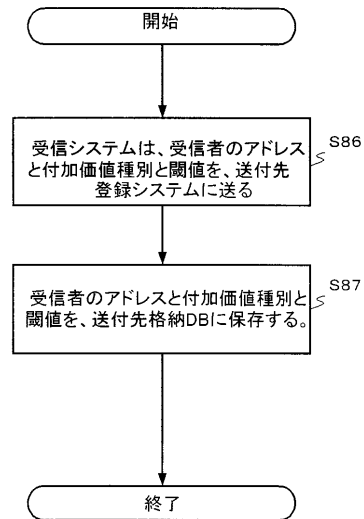 開始
受信システムは、受信者のアドレス
と付加価値種別と閾値を、送付先
登録システムに送る
S86
受信者のアドレスと付加価値種別と
閾値を、送付先格納DBに保存する。
S87
終了